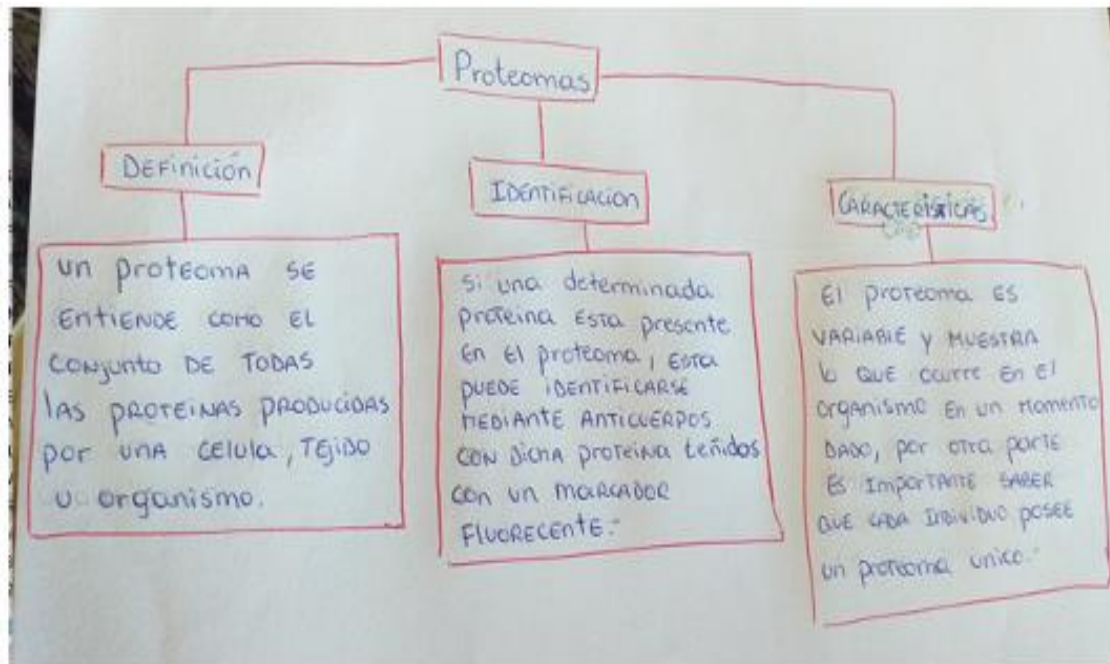 Proteomas
DEFinición
un proteoma SE
ENTIENDE COMO EL
CONJUNTO DE TODAS
lAS PROTEINAS PRODUCIDAS
por UNA CElula, TEjIDO
U organismo.
IDENTIFICACION
Si una determinada
proteina ESTA presente
En El proteoma, ESTA
PUEDE iDENTIFICARSE
MEDIANTE ANTICUERPOS
CON DICHA proteiNA teñidos
con un MARCADOR
FlUORECENTE.-
CARACTERISTICAS
El proteoma ES
VARIABlE y MUESTRA
lo QUE OCURRE En El
organismo En un MOMENTO
DADO, por otra parte
ES ImporTANTE SABER
QUE CADA INDIVIDUO POSEE
un proteoma unico.-